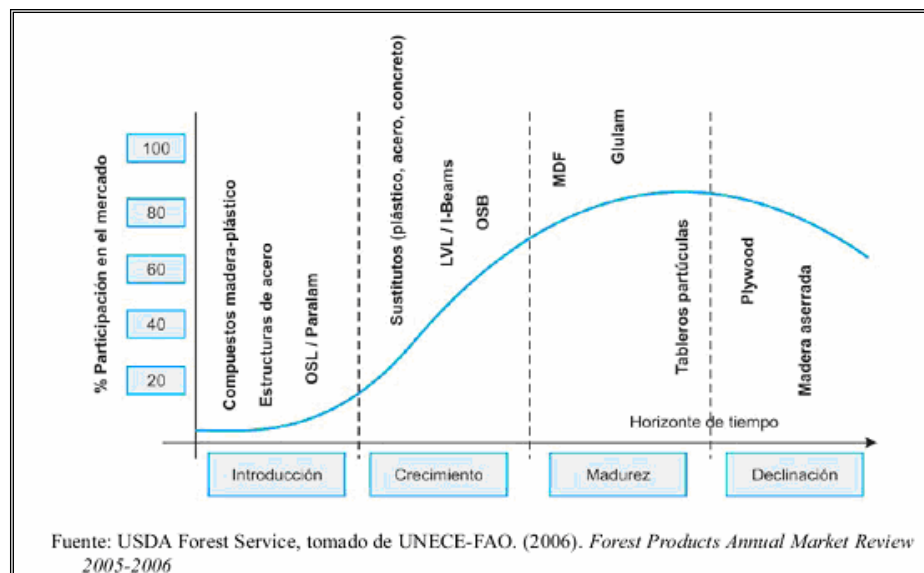 % Participación en el mercado
100
80
60
40
20
Compuestos madera-plástico
Estructuras de acero
OSL / Paralam
Sustitutos (plástico, acero, concreto)
LVL / I-Beams
OSB
MDF
Glulam
Tableros partúculas
Plywood
Madera aserrada
Horizonte de tiempo
Introducción
Crecimiento
Madurez
Declinación
Fuente: USDA Forest Service, tomado de UNECE-FAO. (2006). Forest Products Annual Market Review
2005-2006